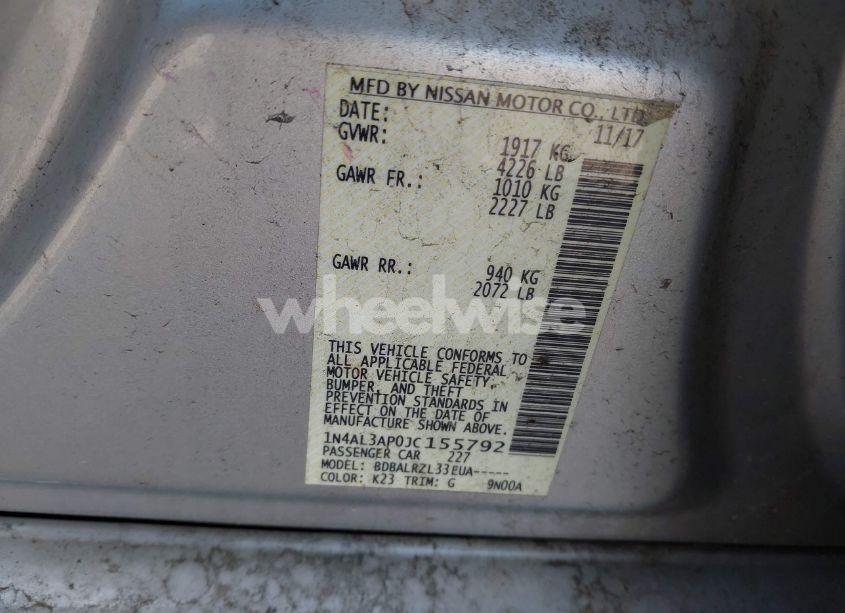 MFD BY NISSAN MOTOR CO., LTD.
DATE: 11/17
GVWR: 1917 KG
4226 LB
GAWR FR.: 1010 KG
2227 LB
GAWR RR.: 940 KG
2072 LB
wheelwise
THIS VEHICLE CONFORMS TO
ALL APPLICABLE FEDERAL
MOTOR VEHICLE SAFETY,
BUMPER, AND THEFT
PREVENTION STANDARDS IN
EFFECT ON THE DATE OF
MANUFACTURE SHOWN ABOVE.
1N4AL3AP0JC155792
PASSENGER CAR 227
MODEL: BDBALRZL33EUA-----
COLOR: K23 TRIM: G 9N00A